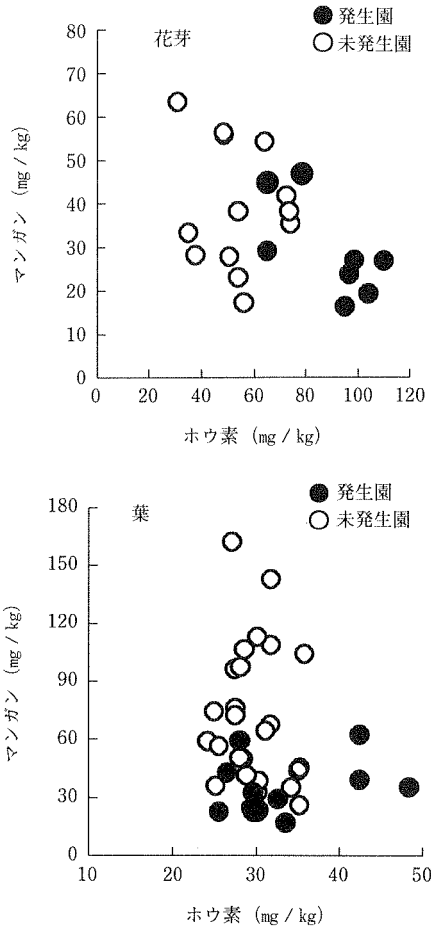 花芽
● 発生園
○ 未発生園
マンガン (mg / kg)
80
70
60
50
40
30
20
10
0
0 20 40 60 80 100 120
ホウ素 (mg / kg)
葉
● 発生園
○ 未発生園
マンガン (mg / kg)
180
150
120
90
60
30
0
10 20 30 40 50
ホウ素 (mg / kg)